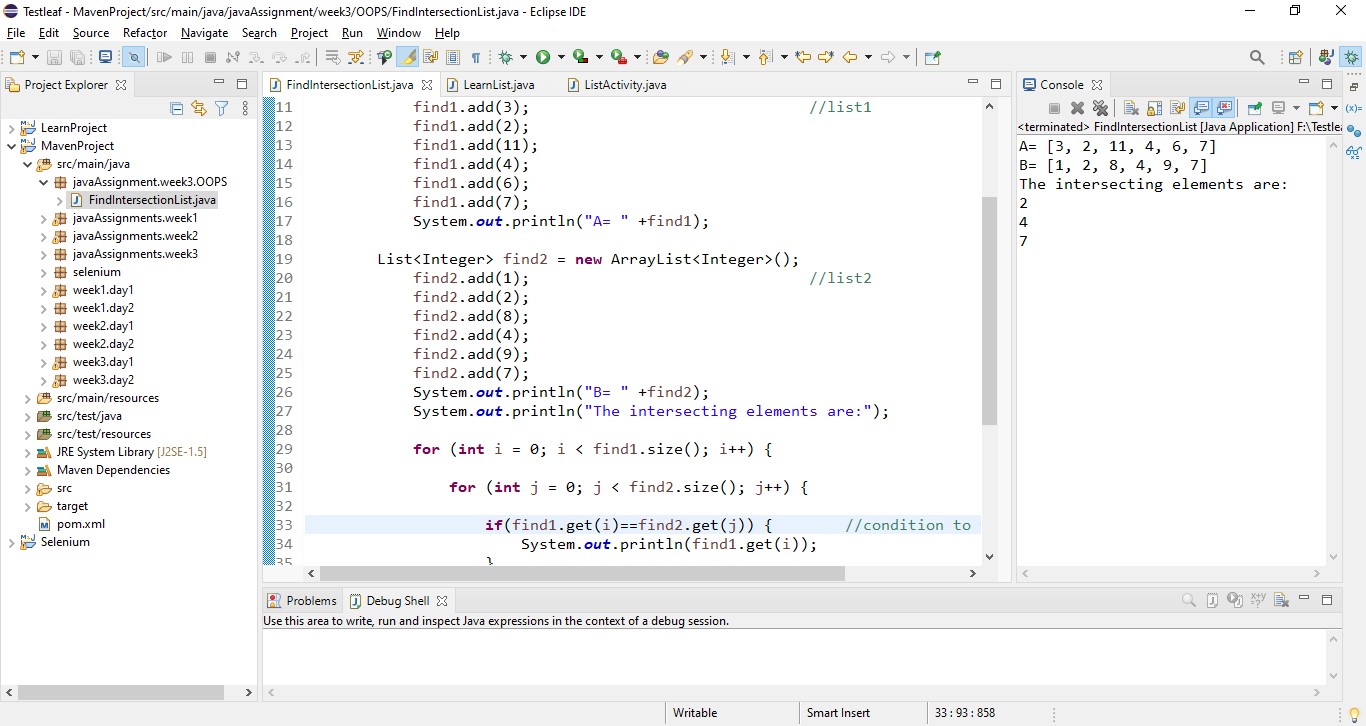 Testleaf - MavenProject/src/main/java/javaAssignment/week3/OOPS/FindIntersectionList.java - Eclipse IDE
File Edit Source Refactor Navigate Search Project Run Window Help
Project Explorer
LearnProject
MavenProject
src/main/java
javaAssignment.week3.OOPS
FindIntersectionList.java
javaAssignments.week1
javaAssignments.week2
javaAssignments.week3
selenium
week1.day1
week1.day2
week2.day1
week2.day2
week3.day1
week3.day2
src/main/resources
src/test/java
src/test/resources
JRE System Library [J2SE-1.5]
Maven Dependencies
src
target
pom.xml
Selenium
FindIntersectionList.java LearnList.java ListActivity.java
11 find1.add(3); //list1
12 find1.add(2);
13 find1.add(11);
14 find1.add(4);
15 find1.add(6);
16 find1.add(7);
17 System.out.println("A= " +find1);
18
19 List<Integer> find2 = new ArrayList<Integer>();
20 find2.add(1); //list2
21 find2.add(2);
22 find2.add(8);
23 find2.add(4);
24 find2.add(9);
25 find2.add(7);
26 System.out.println("B= " +find2);
27 System.out.println("The intersecting elements are:");
28
29 for (int i = 0; i < find1.size(); i++) {
30
31 for (int j = 0; j < find2.size(); j++) {
32
33 if(find1.get(i)==find2.get(j)) { //condition to
34 System.out.println(find1.get(i));
35 }
Console
<terminated> FindIntersectionList [Java Application] F:\Testlea
A= [3, 2, 11, 4, 6, 7]
B= [1, 2, 8, 4, 9, 7]
The intersecting elements are:
2
4
7
Problems Debug Shell
Use this area to write, run and inspect Java expressions in the context of a debug session.
Writable Smart Insert 33 : 93 : 858